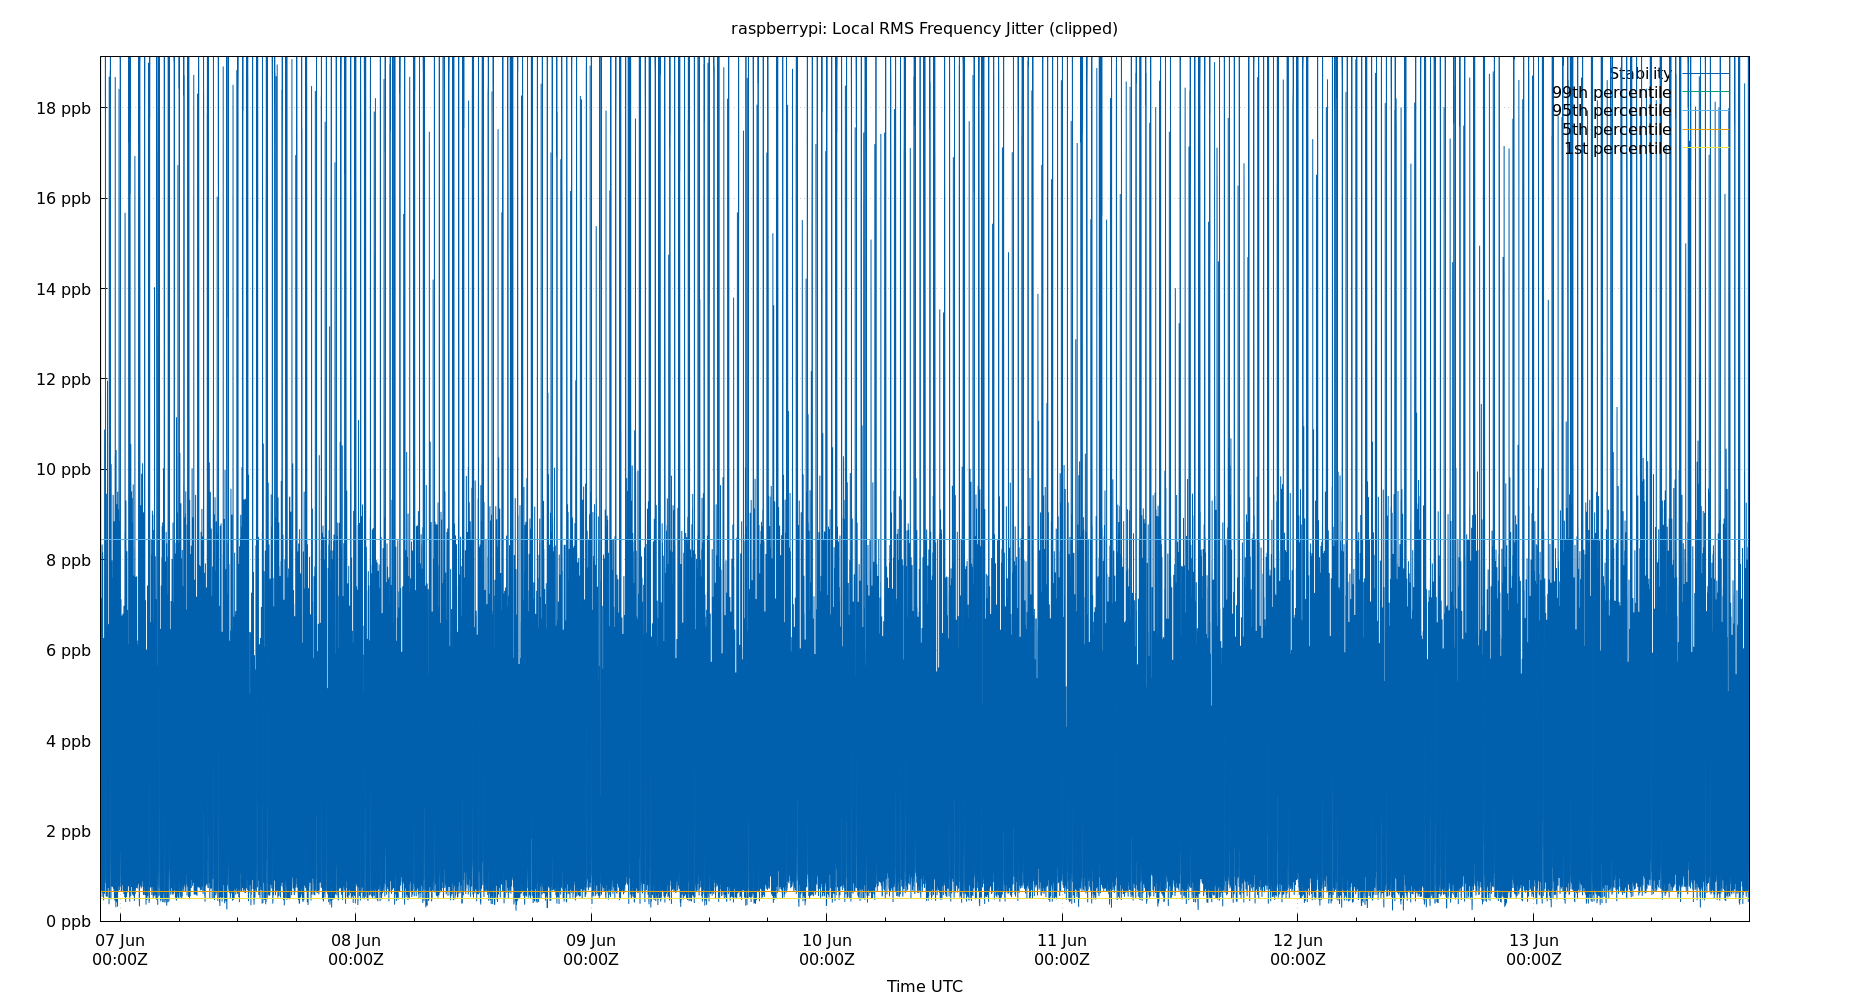 raspberrypi: Local RMS Frequency Jitter (clipped)
Stability
99th percentile
95th percentile
5th percentile
1st percentile
18 ppb
16 ppb
14 ppb
12 ppb
10 ppb
8 ppb
6 ppb
4 ppb
2 ppb
0 ppb
07 Jun 08 Jun 09 Jun 10 Jun 11 Jun 12 Jun 13 Jun
00:00Z 00:00Z 00:00Z 00:00Z 00:00Z 00:00Z 00:00Z
Time UTC